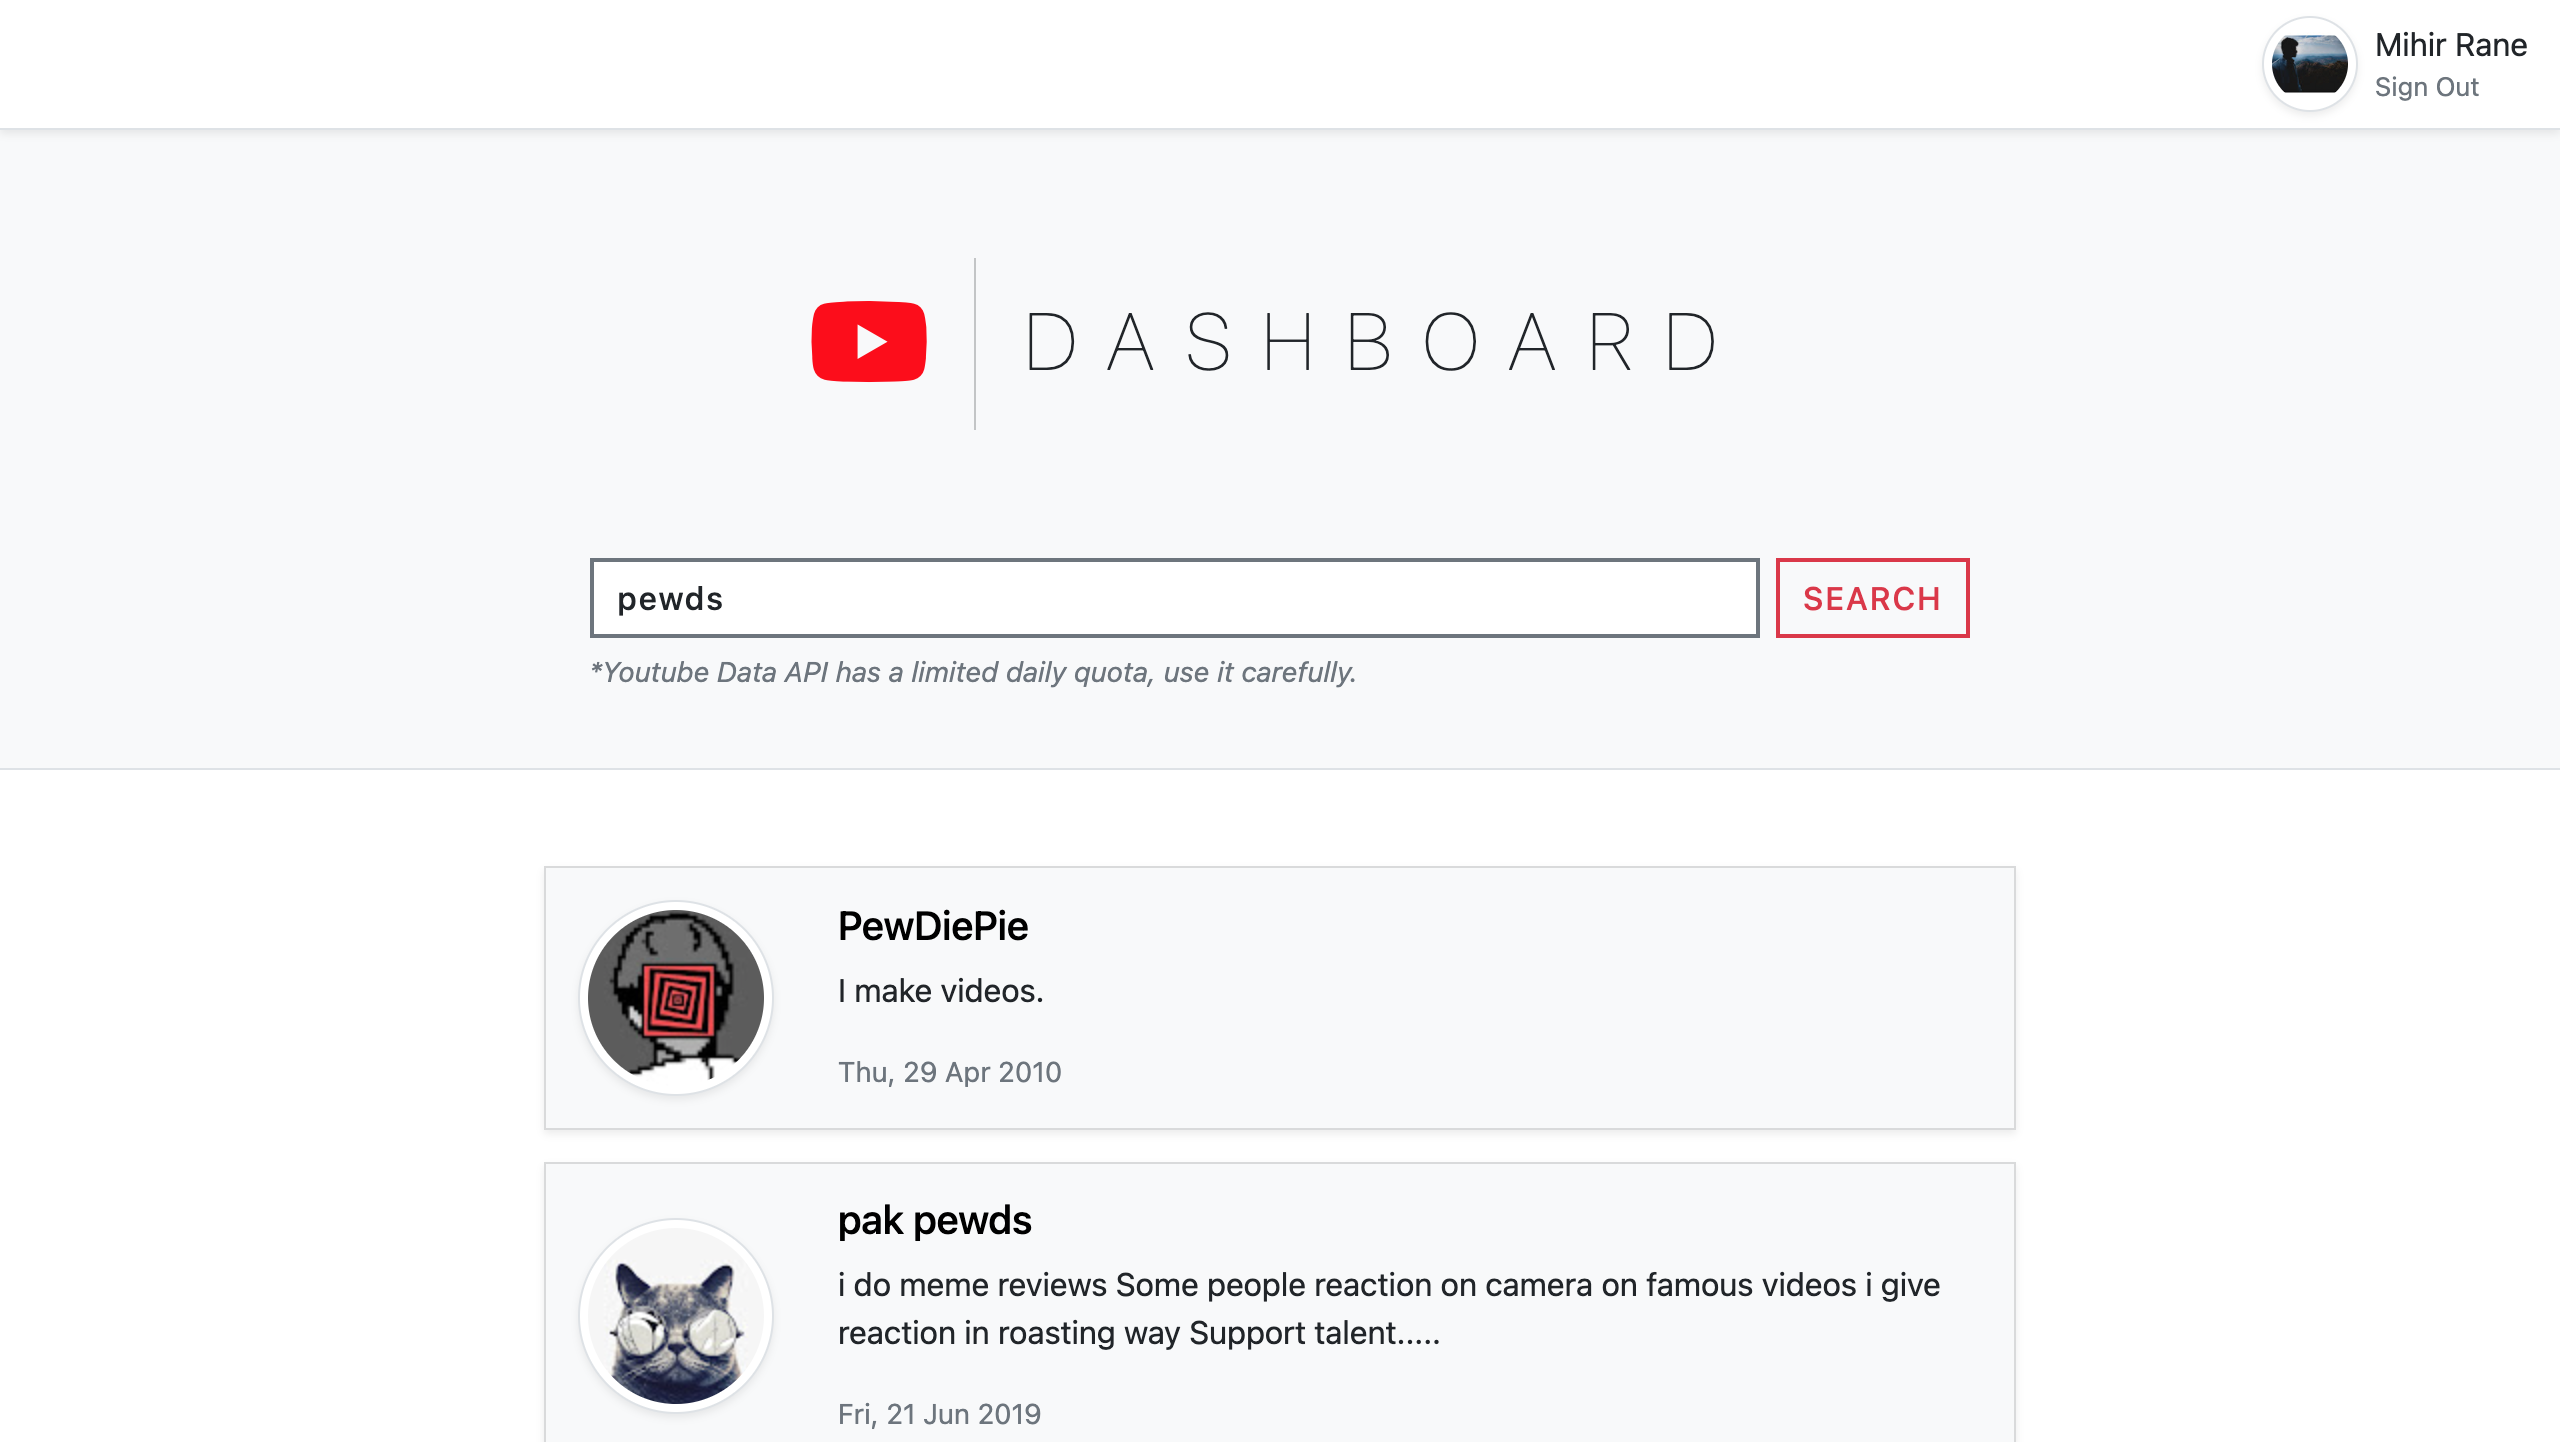 Mihir Rane
Sign Out
DASHBOARD
pewds
SEARCH
*Youtube Data API has a limited daily quota, use it carefully.
PewDiePie
I make videos.
Thu, 29 Apr 2010
pak pewds
i do meme reviews Some people reaction on camera on famous videos i give
reaction in roasting way Support talent.....
Fri, 21 Jun 2019